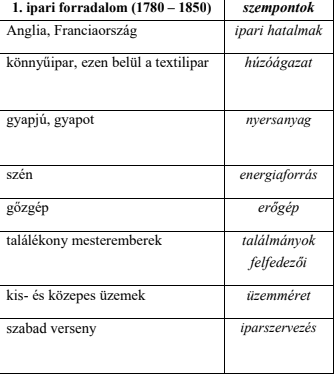 1. ipari forradalom (1780 – 1850) szempontok
Anglia, Franciaország ipari hatalmak
könnyűipar, ezen belül a textilipar húzóágazat
gyapjú, gyapot nyersanyag
szén energiaforrás
gőzgép erőgép
találékony mesteremberek találmányok
felfedezői
kis- és közepes üzemek üzemméret
szabad verseny iparszervezés